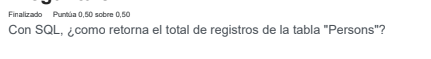 Finalizado Puntúa 0,50 sobre 0,50
Con SQL, ¿como retorna el total de registros de la tabla "Persons"?